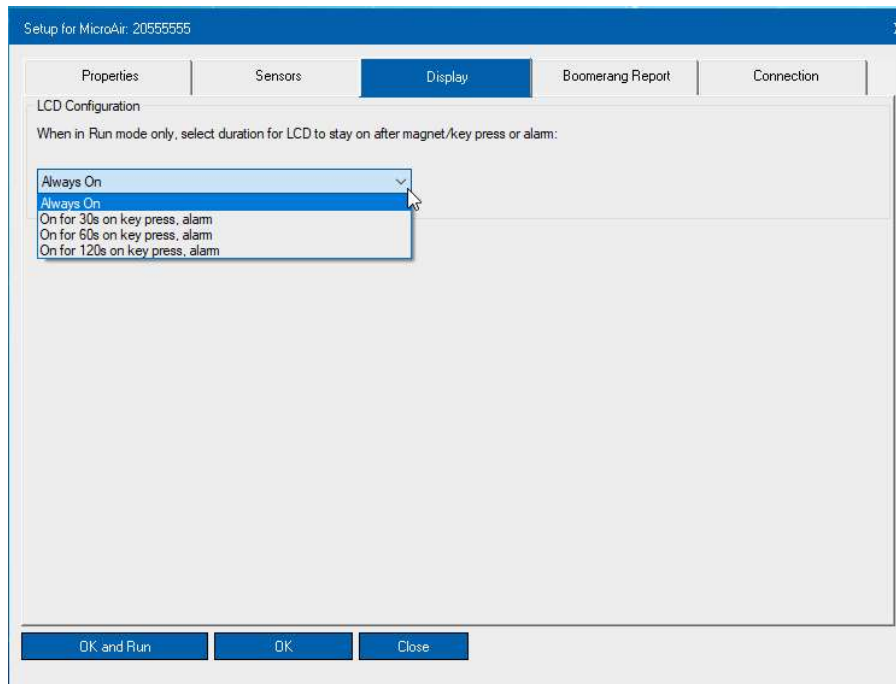 Setup for MicroAir: 20555555
Properties
Sensors
Display
Boomerang Report
Connection
LCD Configuration
When in Run mode only, select duration for LCD to stay on after magnet/key press or alarm:
Always On
Always On
On for 30s on key press, alarm
On for 60s on key press, alarm
On for 120s on key press, alarm
OK and Run
OK
Close